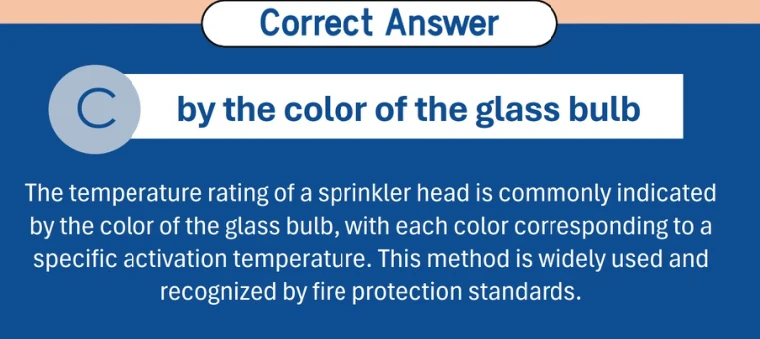 Correct Answer
C
by the color of the glass bulb
The temperature rating of a sprinkler head is commonly indicated
by the color of the glass bulb, with each color corresponding to a
specific activation temperature. This method is widely used and
recognized by fire protection standards.